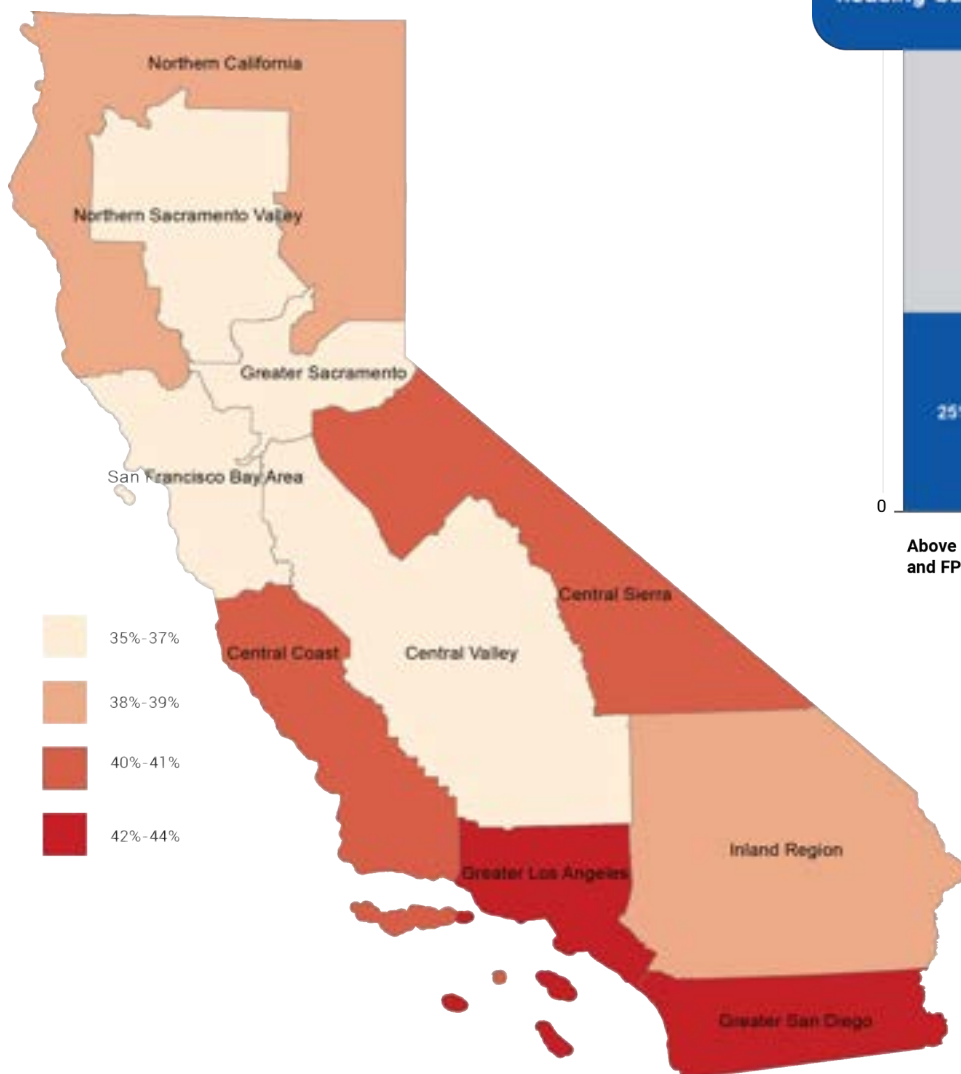 Northern California
Northern Sacramento Valley
Greater Sacramento
San Francisco Bay Area
Central Sierra
Central Coast
Central Valley
35%-37%
38%-39%
40%-41%
42%-44%
Inland Region
Greater Los Angeles
Greater San Diego
25
0
Above
and FP